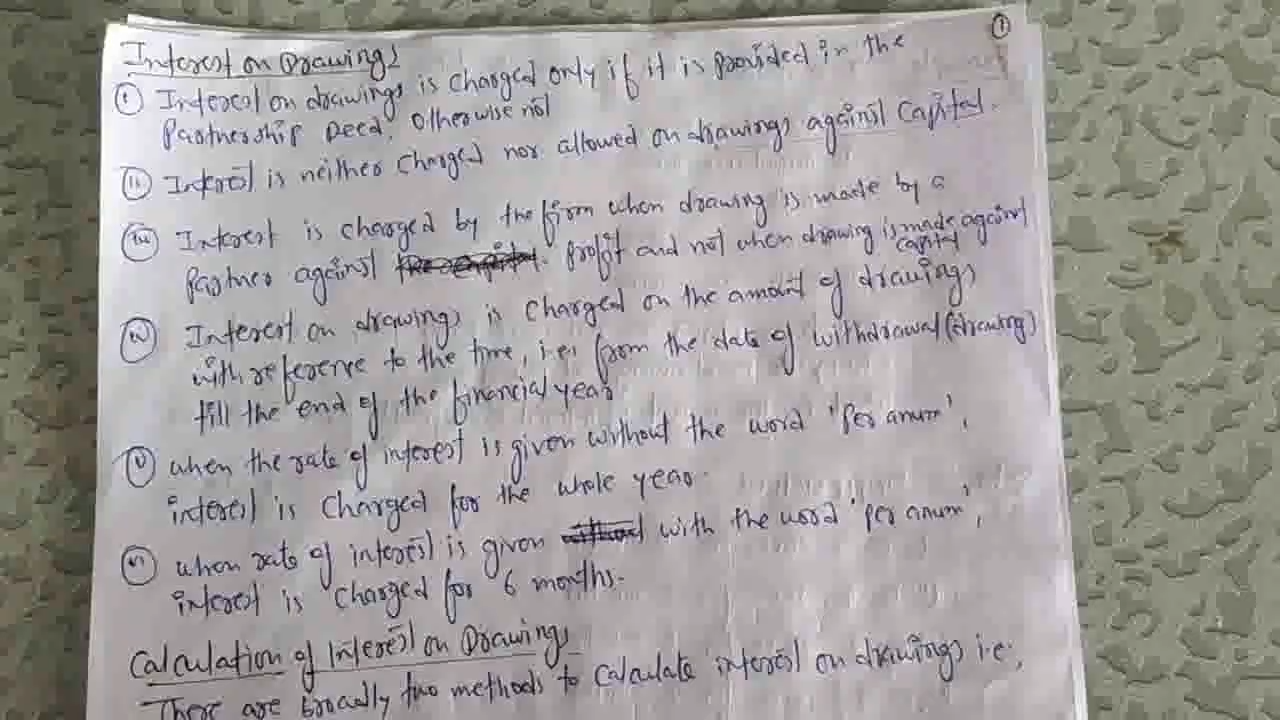 ①
Interest on Drawings
① Interest on drawings is charged only if it is provided in the
Partnership Deed. Otherwise not
ⅱ Interest is neither charged nor allowed on drawings against capital.
ⅲ Interest is charged by the firm when drawing is made by a
Partner against profit and not when drawing is made against
capital
ⅳ Interest on drawings is charged on the amount of drawings
with reference to the time, i.e. from the date of withdrawal (drawing)
till the end of the financial year
ⅴ when the rate of interest is given without the word 'per anum',
interest is charged for the whole year.
ⅵ when rate of interest is given with the word 'per anum',
interest is charged for 6 months.
Calculation of Interest on Drawings
There are broadly two methods to calculate interest on drawings i.e.,